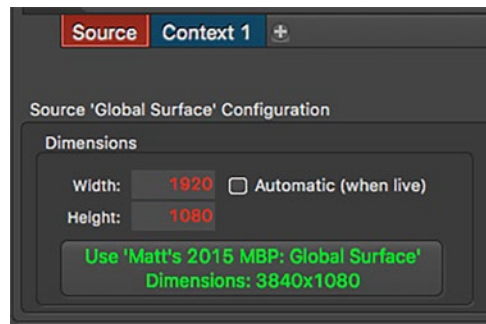 Source Context 1 +
Source 'Global Surface' Configuration
Dimensions
Width: 1920 Automatic (when live)
Height: 1080
Use 'Matt's 2015 MBP: Global Surface'
Dimensions: 3840x1080